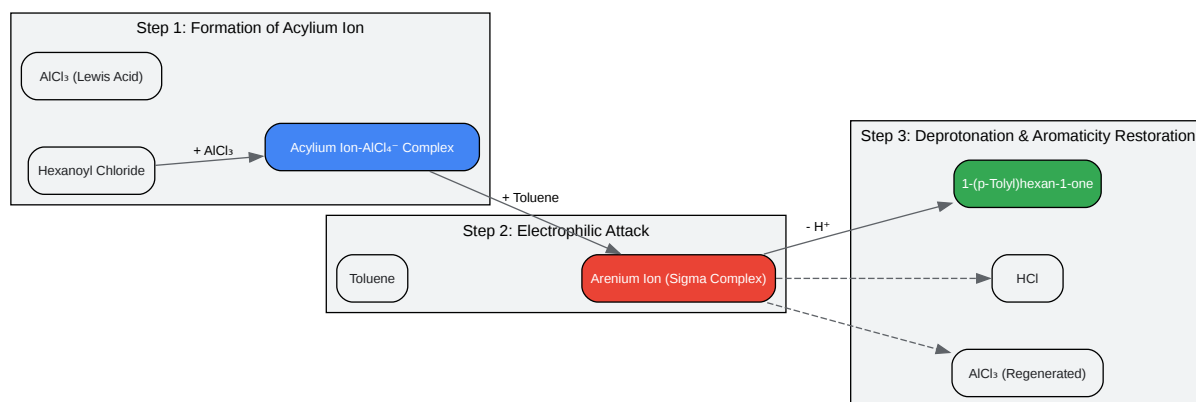 Step 1: Formation of Acylium Ion
AlCl₃ (Lewis Acid)
Hexanoyl Chloride
+ AlCl₃
Acylium Ion-AlCl₄⁻ Complex
+ Toluene
Step 2: Electrophilic Attack
Toluene
Arenium Ion (Sigma Complex)
- H⁺
Step 3: Deprotonation & Aromaticity Restoration
1-(p-Tolyl)hexan-1-one
HCl
AlCl₃ (Regenerated)